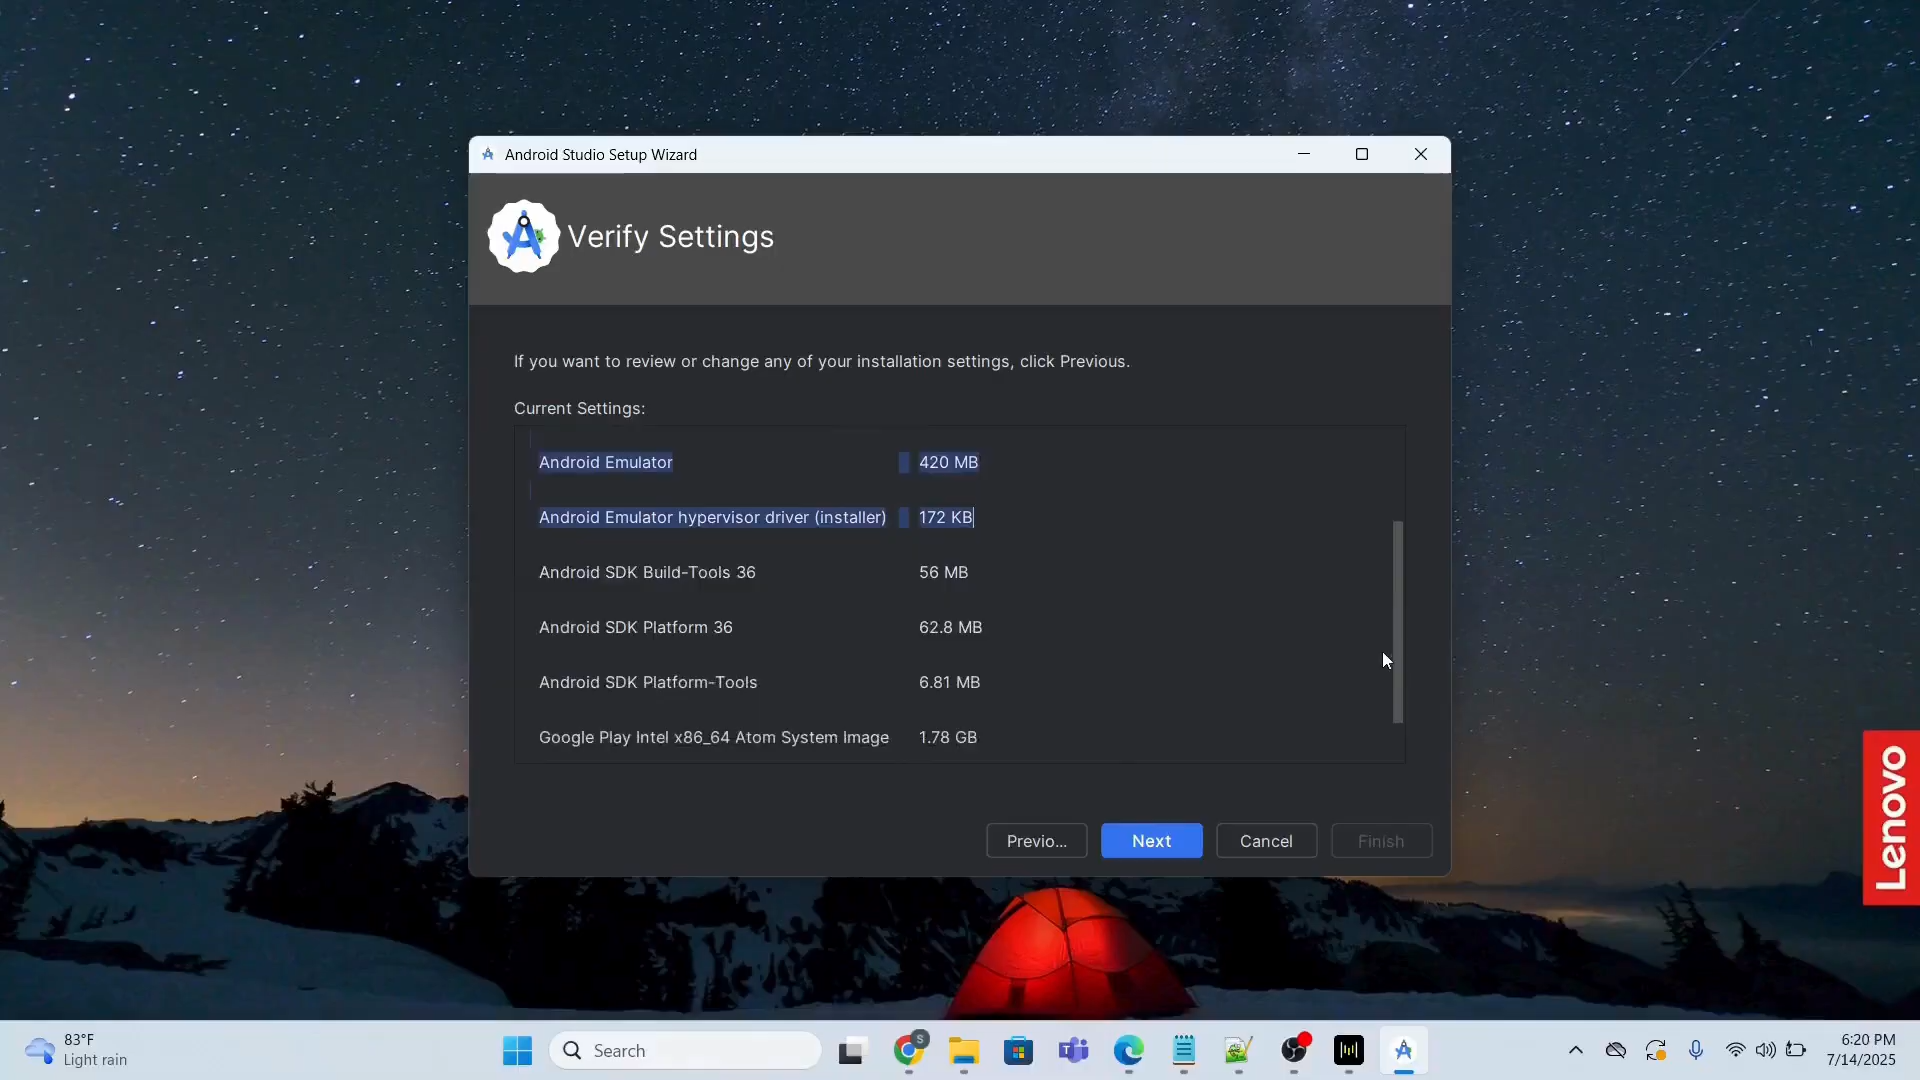 Android Studio Setup Wizard
Verify Settings
If you want to review or change any of your installation settings, click Previous.
Current Settings:
Android Emulator 420 MB
Android Emulator hypervisor driver (installer) 172 KB
Android SDK Build-Tools 36 56 MB
Android SDK Platform 36 62.8 MB
Android SDK Platform-Tools 6.81 MB
Google Play Intel x86_64 Atom System Image 1.78 GB
Previo...
Next
Cancel
Finish
Lenovo
83°F
Light rain
Search
S
6:20 PM
7/14/2025